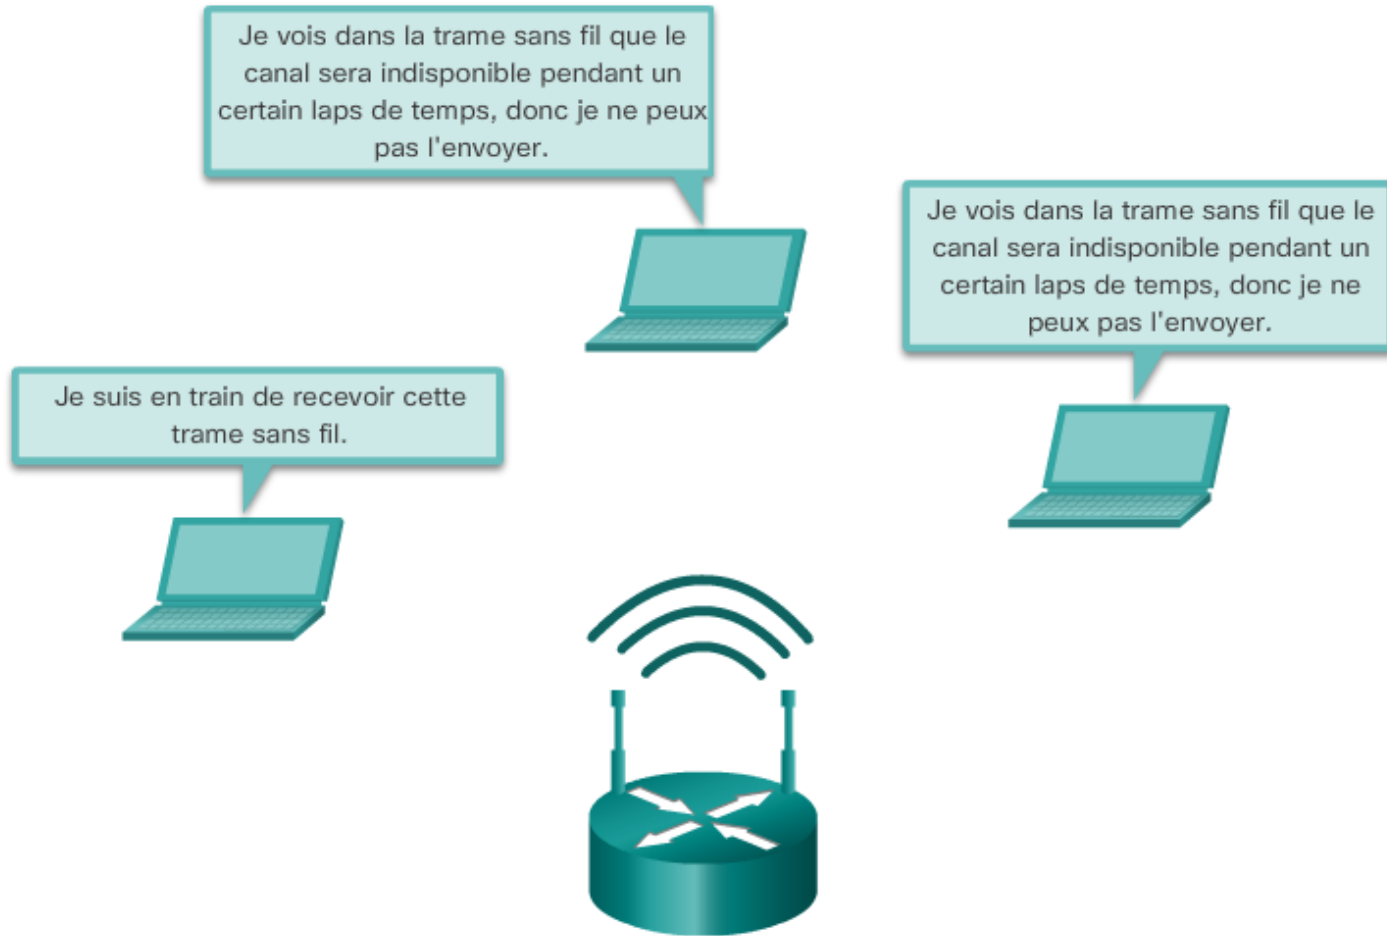 Je vois dans la trame sans fil que le
canal sera indisponible pendant un
certain laps de temps, donc je ne peux
pas l'envoyer.
Je vois dans la trame sans fil que le
canal sera indisponible pendant un
certain laps de temps, donc je ne
peux pas l'envoyer.
Je suis en train de recevoir cette
trame sans fil.